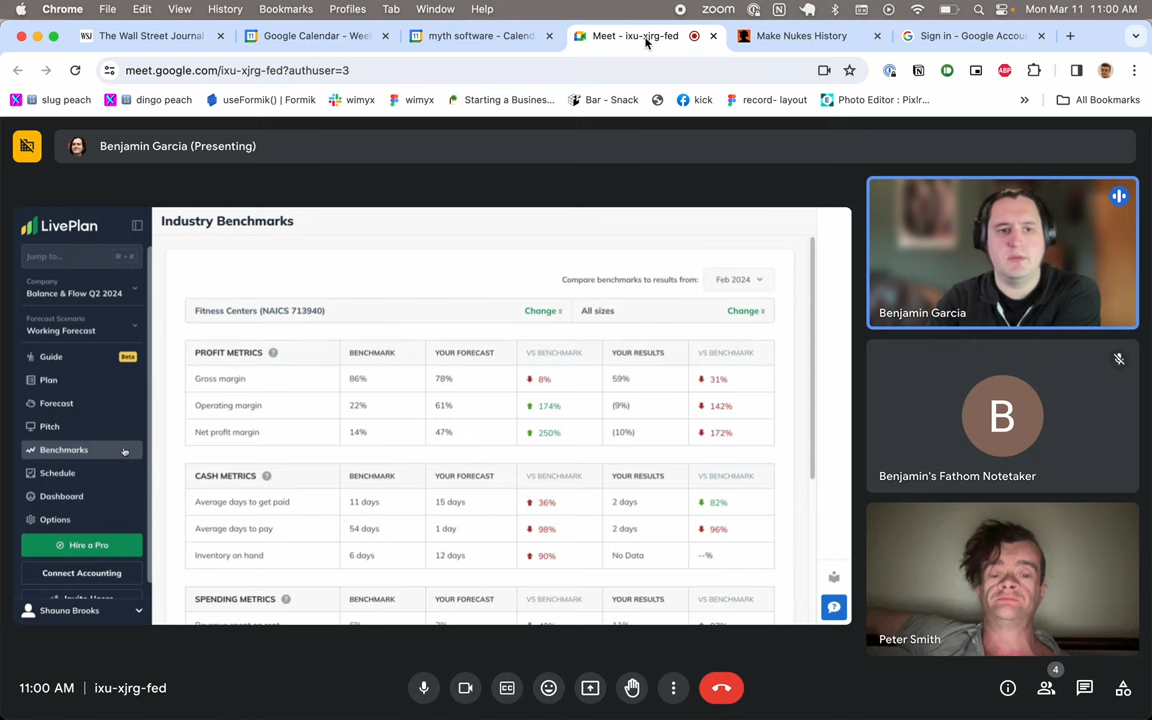 Chrome File Edit View History Bookmarks Profiles Tab Window Help zoom Mon Mar 11 11:00 AM
WSJ The Wall Street Journal Google Calendar - Wee myth software - Calend Meet - ixu-xjrg-fed Make Nukes History Sign in - Google Accou
meet.google.com/ixu-xjrg-fed?authuser=3
slug peach dingo peach useFormik() | Formik wimyx wimyx Starting a Business... Bar - Snack kick record- layout Photo Editor : Pixlr... » All Bookmarks
Benjamin Garcia (Presenting)
LivePlan
Jump to... ⌘+K
Company
Balance & Flow Q2 2024
Forecast Scenario
Working Forecast
Guide Beta
Plan
Forecast
Pitch
Benchmarks
Schedule
Dashboard
Options
Hire a Pro
Connect Accounting
Invite Users
Shauna Brooks
Industry Benchmarks
Compare benchmarks to results from: Feb 2024
Fitness Centers (NAICS 713940) Change All sizes Change
PROFIT METRICS ? BENCHMARK YOUR FORECAST VS BENCHMARK YOUR RESULTS VS BENCHMARK
Gross margin 86% 78% 8% 59% 31%
Operating margin 22% 61% 174% (9%) 142%
Net profit margin 14% 47% 250% (10%) 172%
CASH METRICS ? BENCHMARK YOUR FORECAST VS BENCHMARK YOUR RESULTS VS BENCHMARK
Average days to get paid 11 days 15 days 36% 2 days 82%
Average days to pay 54 days 1 day 98% 2 days 96%
Inventory on hand 6 days 12 days 90% No Data --%
SPENDING METRICS ? BENCHMARK YOUR FORECAST VS BENCHMARK YOUR RESULTS VS BENCHMARK
Benjamin Garcia
B
Benjamin's Fathom Notetaker
Peter Smith
11:00 AM | ixu-xjrg-fed
4